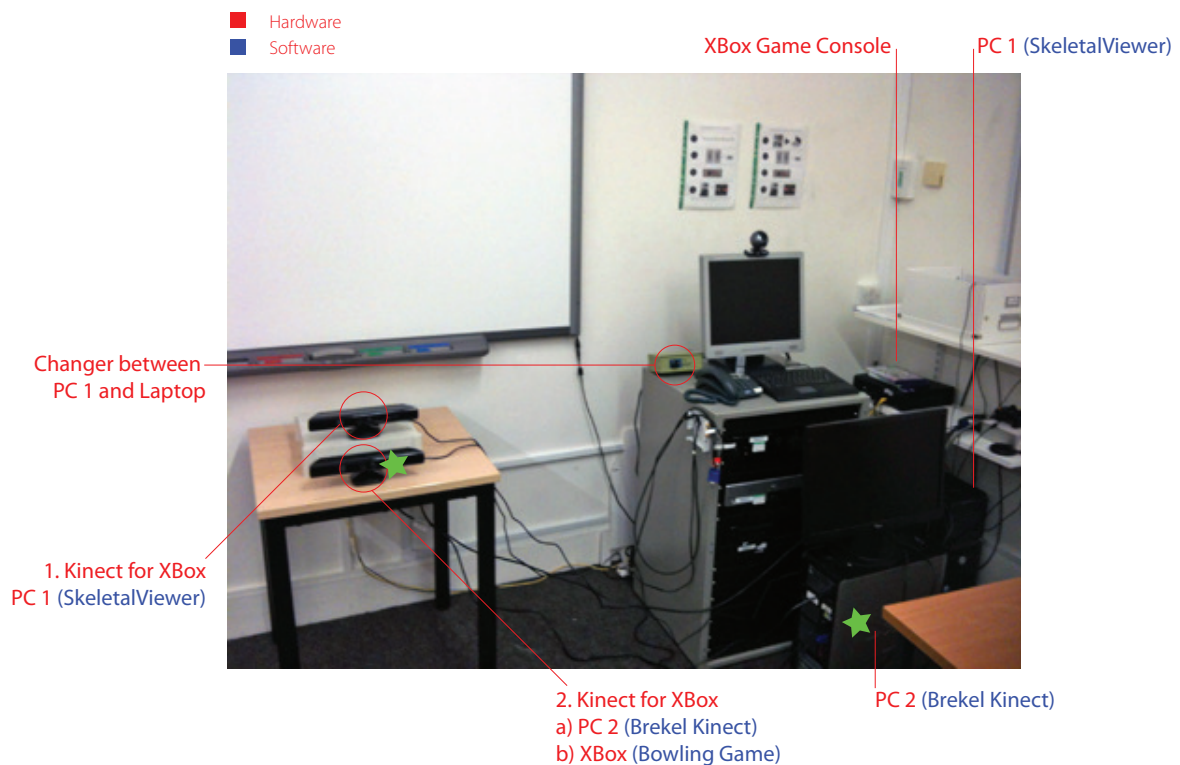 Hardware
Software
XBox Game Console
PC 1 (SkeletalViewer)
Changer between
PC 1 and Laptop
1. Kinect for XBox
PC 1 (SkeletalViewer)
2. Kinect for XBox
a) PC 2 (Brekel Kinect)
b) XBox (Bowling Game)
PC 2 (Brekel Kinect)